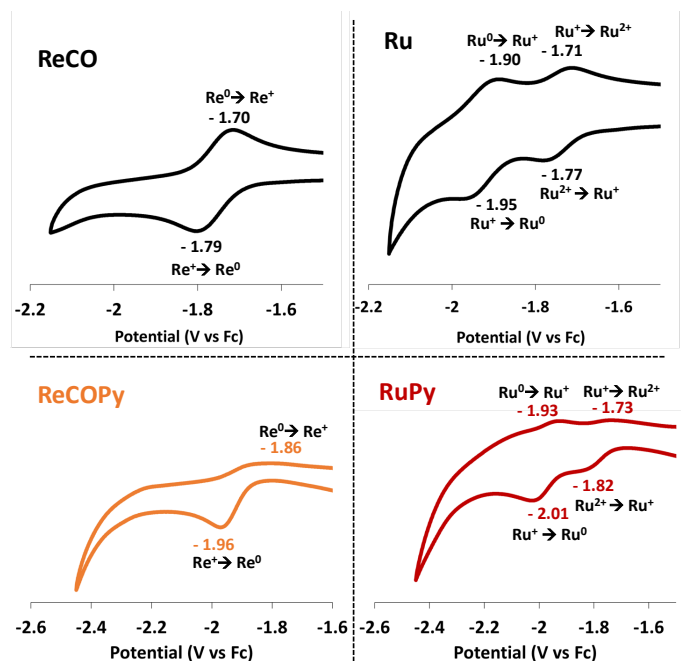 ReCO
Re⁰→ Re⁺
- 1.70
- 1.79
Re⁺→ Re⁰
-2.2 -2 -1.8 -1.6
Potential (V vs Fc)
Ru
Ru⁰→ Ru⁺
- 1.90
Ru⁺→ Ru²⁺
-1.71
- 1.95
Ru⁺ → Ru⁰
- 1.77
Ru²⁺→ Ru⁺
-2.2 -2 -1.8 -1.6
Potential (V vs Fc)
ReCOPy
Re⁰→ Re⁺
- 1.86
- 1.96
Re⁺→ Re⁰
-2.6 -2.4 -2.2 -2 -1.8 -1.6
Potential (V vs Fc)
RuPy
Ru⁰→ Ru⁺
- 1.93
Ru⁺→ Ru²⁺
- 1.73
- 2.01
Ru⁺→ Ru⁰
- 1.82
Ru²⁺→ Ru⁺
-2.6 -2.4 -2.2 -2 -1.8 -1.6
Potential (V vs Fc)